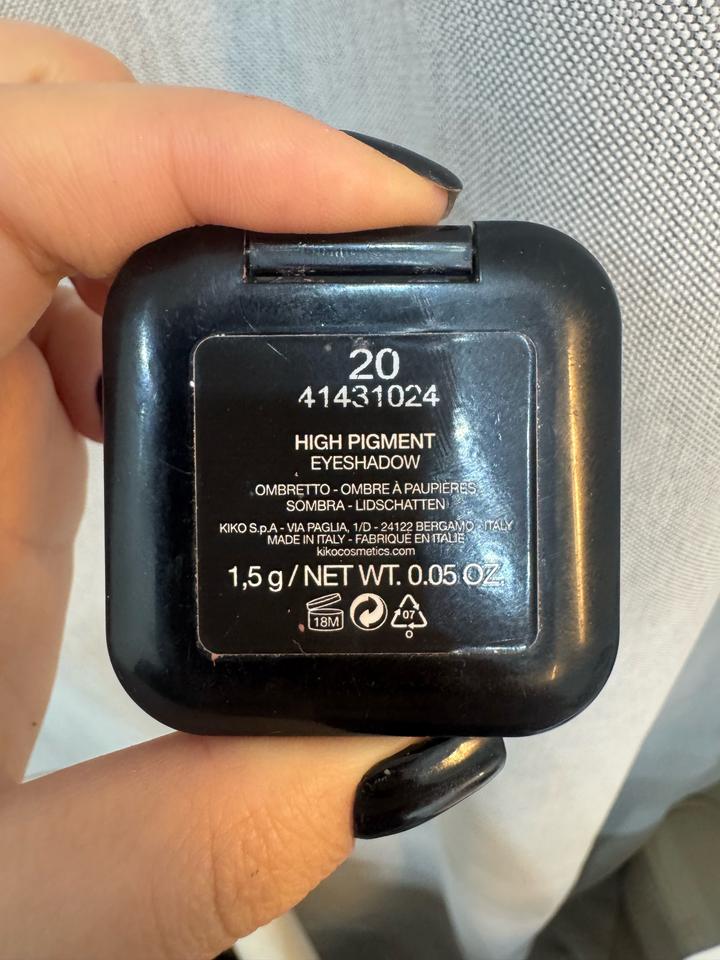 20
41431024
HIGH PIGMENT
EYESHADOW
OMBRETTO - OMBRE À PAUPIÈRES
SOMBRA - LIDSCHATTEN
KIKO S.p.A - VIA PAGLIA, 1/D - 24122 BERGAMO - ITALY
MADE IN ITALY - FABRIQUÉ EN ITALIE
kikocosmetics.com
1,5 g / NET WT. 0.05 OZ.
18M
07
O